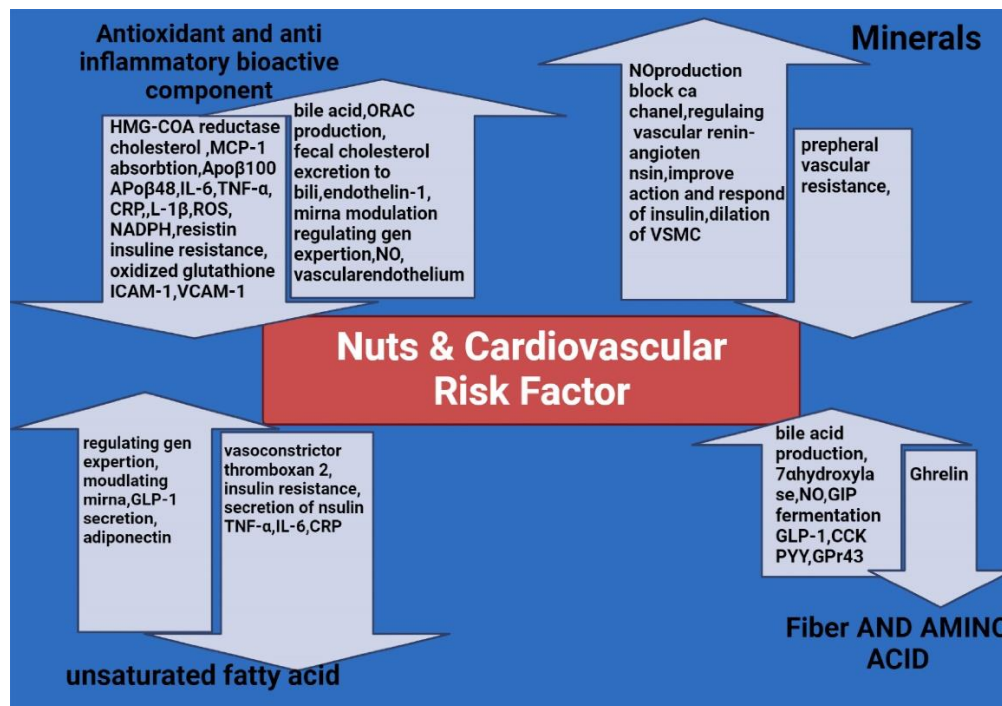 Antioxidant and anti
inflammatory bioactive
component
HMG-COA reductase
cholesterol ,MCP-1
absorbtion,Apoβ100
APoβ48,IL-6,TNF-α,
CRP,,L-1β,ROS,
NADPH,resistin
insuline resistance,
oxidized glutathione
ICAM-1,VCAM-1
bile acid,ORAC
production,
fecal cholesterol
excretion to
bili,endothelin-1,
mirna modulation
regulating gen
expertion,NO,
vascularendothelium
Minerals
NOproduction
block ca
chanel,regulaing
vascular renin-
angioten
nsin,improve
action and respond
of insulin,dilation
of VSMC
prepheral
vascular
resistance,
Nuts & Cardiovascular
Risk Factor
regulating gen
expertion,
moudlating
mirna,GLP-1
secretion,
adiponectin
vasoconstrictor
thromboxan 2,
insulin resistance,
secretion of nsulin
TNF-α,IL-6,CRP
unsaturated fatty acid
bile acid
production,
7αhydroxyla
se,NO,GIP
fermentation
GLP-1,CCK
PYY,GPr43
Ghrelin
Fiber AND AMINO
ACID